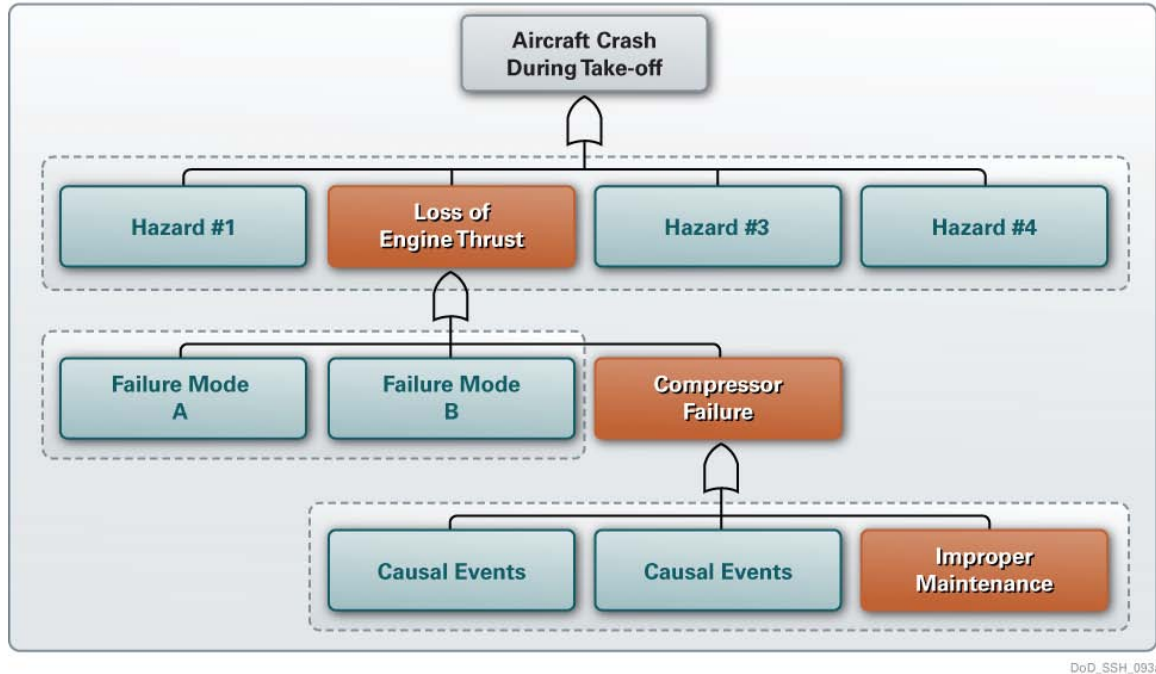 Aircraft Crash
During Take-off
Hazard #1
Loss of
Engine Thrust
Hazard #3
Hazard #4
Failure Mode
A
Failure Mode
B
Compressor
Failure
Causal Events
Causal Events
Improper
Maintenance
DoD_SSH_093a